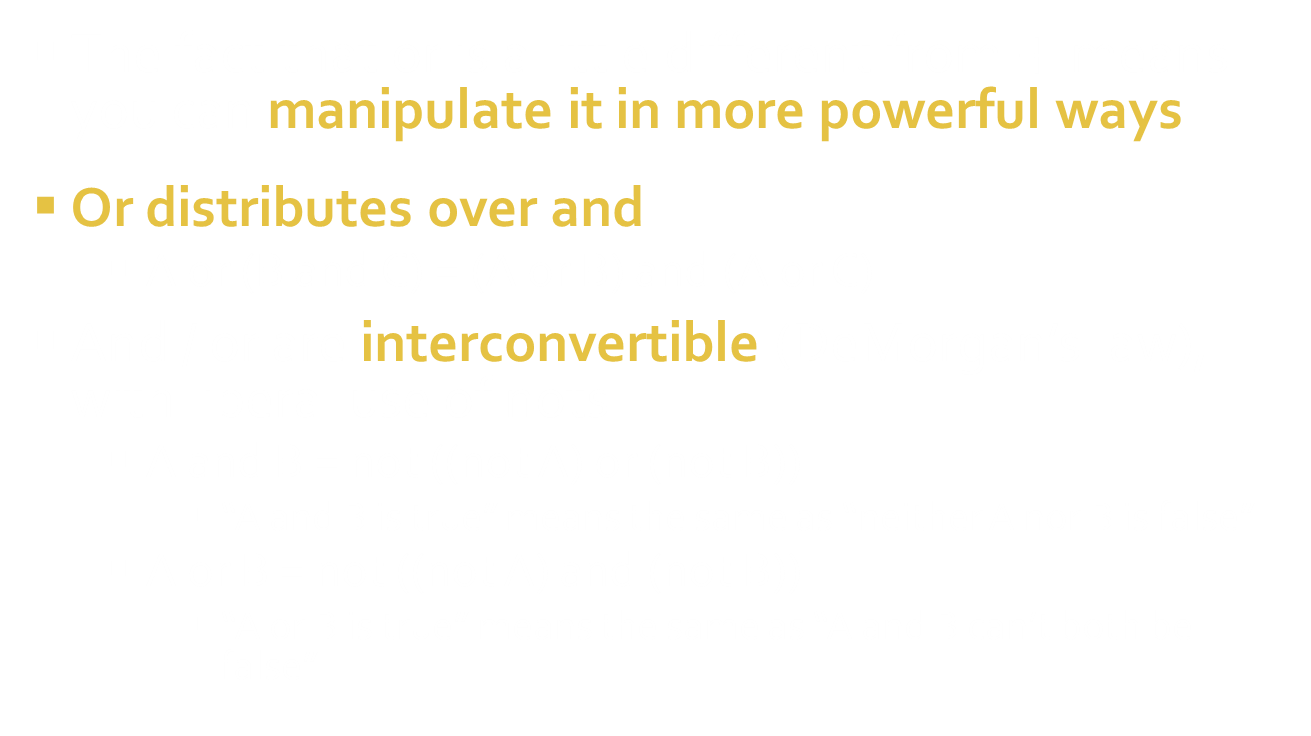 manipulate it in more powerful ways
▪ Or distributes over and
interconvertible